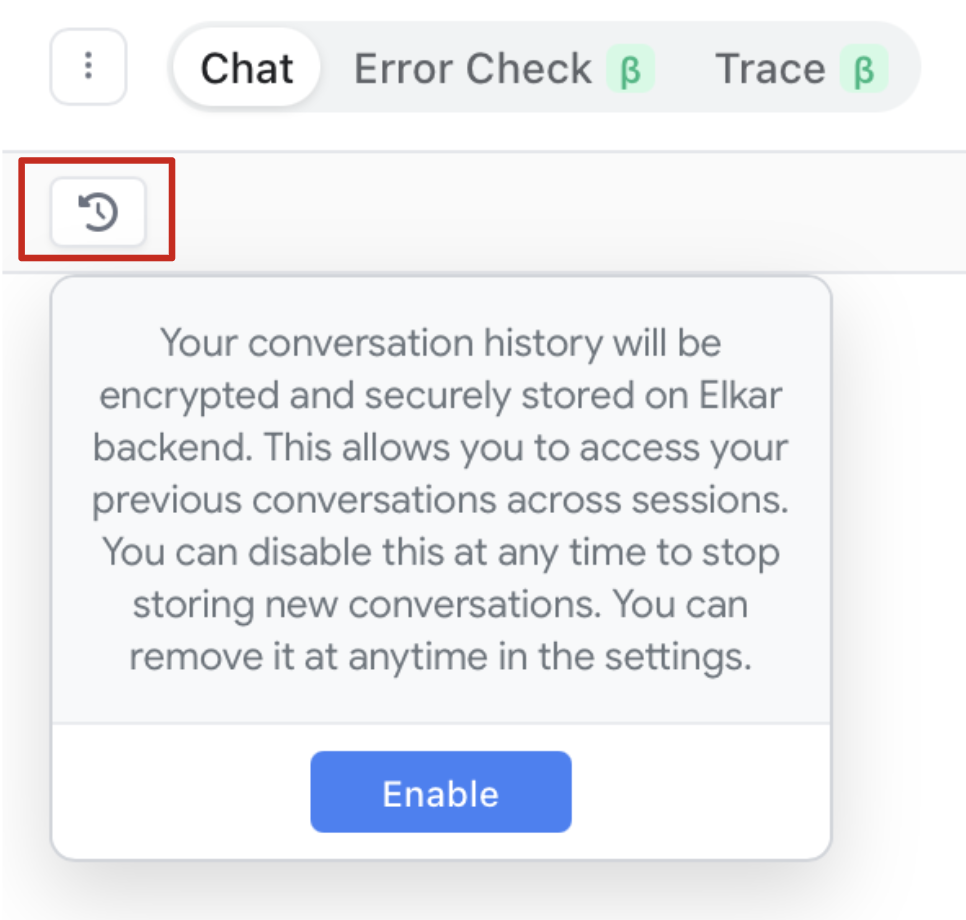 Chat Error Check β Trace β
Your conversation history will be
encrypted and securely stored on Elkar
backend. This allows you to access your
previous conversations across sessions.
You can disable this at any time to stop
storing new conversations. You can
remove it at anytime in the settings.
Enable